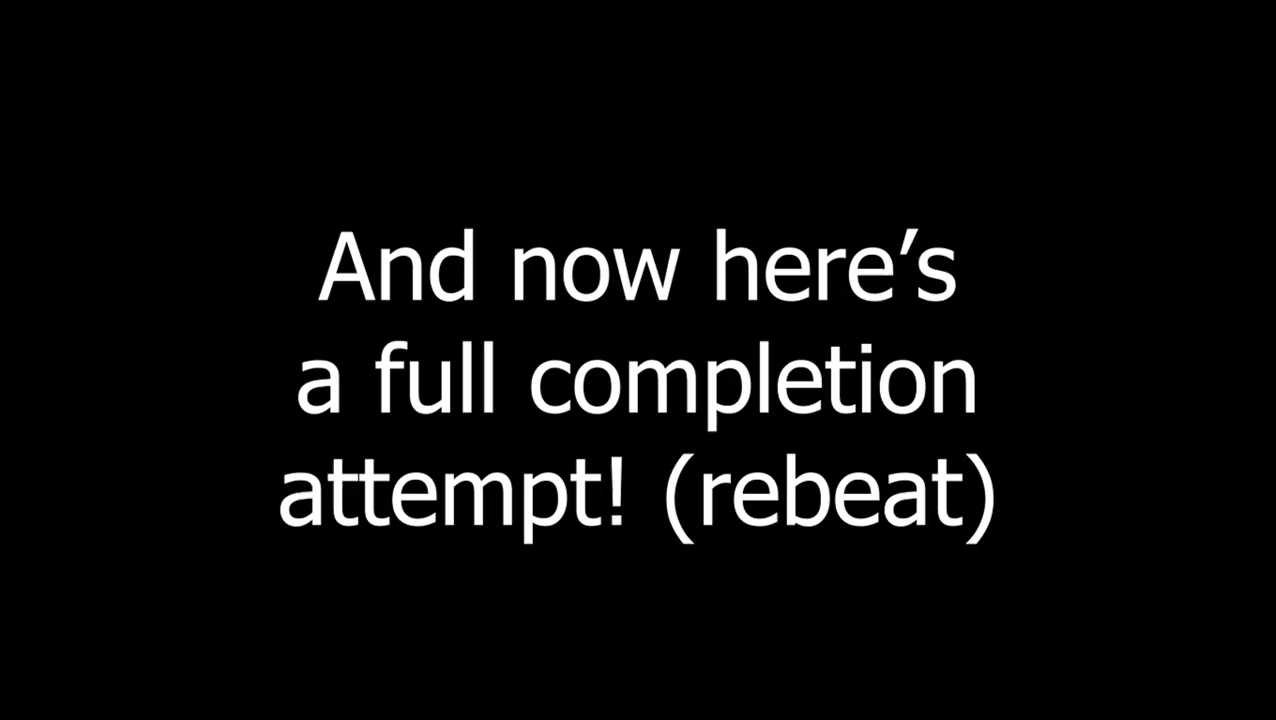 And now here’s
a full completion
attempt! (rebeat)